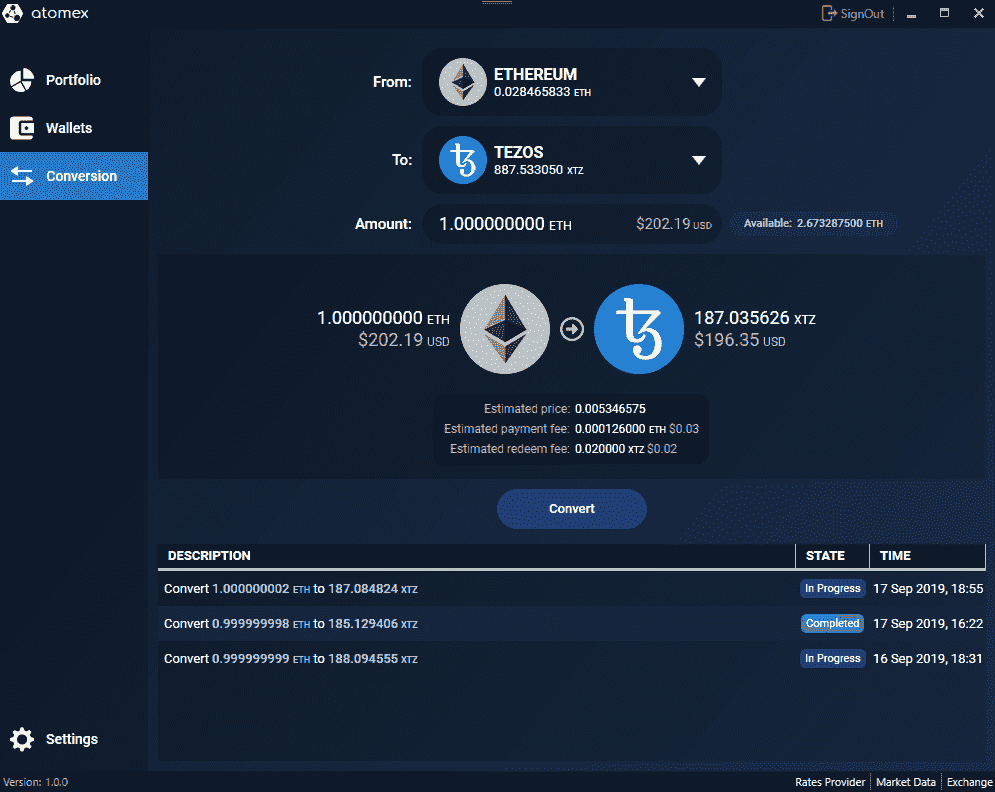 atomex
SignOut
Portfolio
Wallets
Conversion
From:
ETHEREUM
0.028465833 ETH
To:
TEZOS
887.533050 XTZ
Amount:
1.000000000 ETH
$202.19 USD
Available: 2.673287500 ETH
1.000000000 ETH
$202.19 USD
187.035626 XTZ
$196.35 USD
Estimated price: 0.005346575
Estimated payment fee: 0.000126000 ETH $0.03
Estimated redeem fee: 0.020000 XTZ $0.02
Convert
DESCRIPTION STATE TIME
Convert 1.000000002 ETH to 187.084824 XTZ In Progress 17 Sep 2019, 18:55
Convert 0.999999998 ETH to 185.129406 XTZ Completed 17 Sep 2019, 16:22
Convert 0.999999999 ETH to 188.094555 XTZ In Progress 16 Sep 2019, 18:31
Settings
Version: 1.0.0
Rates Provider Market Data Exchange